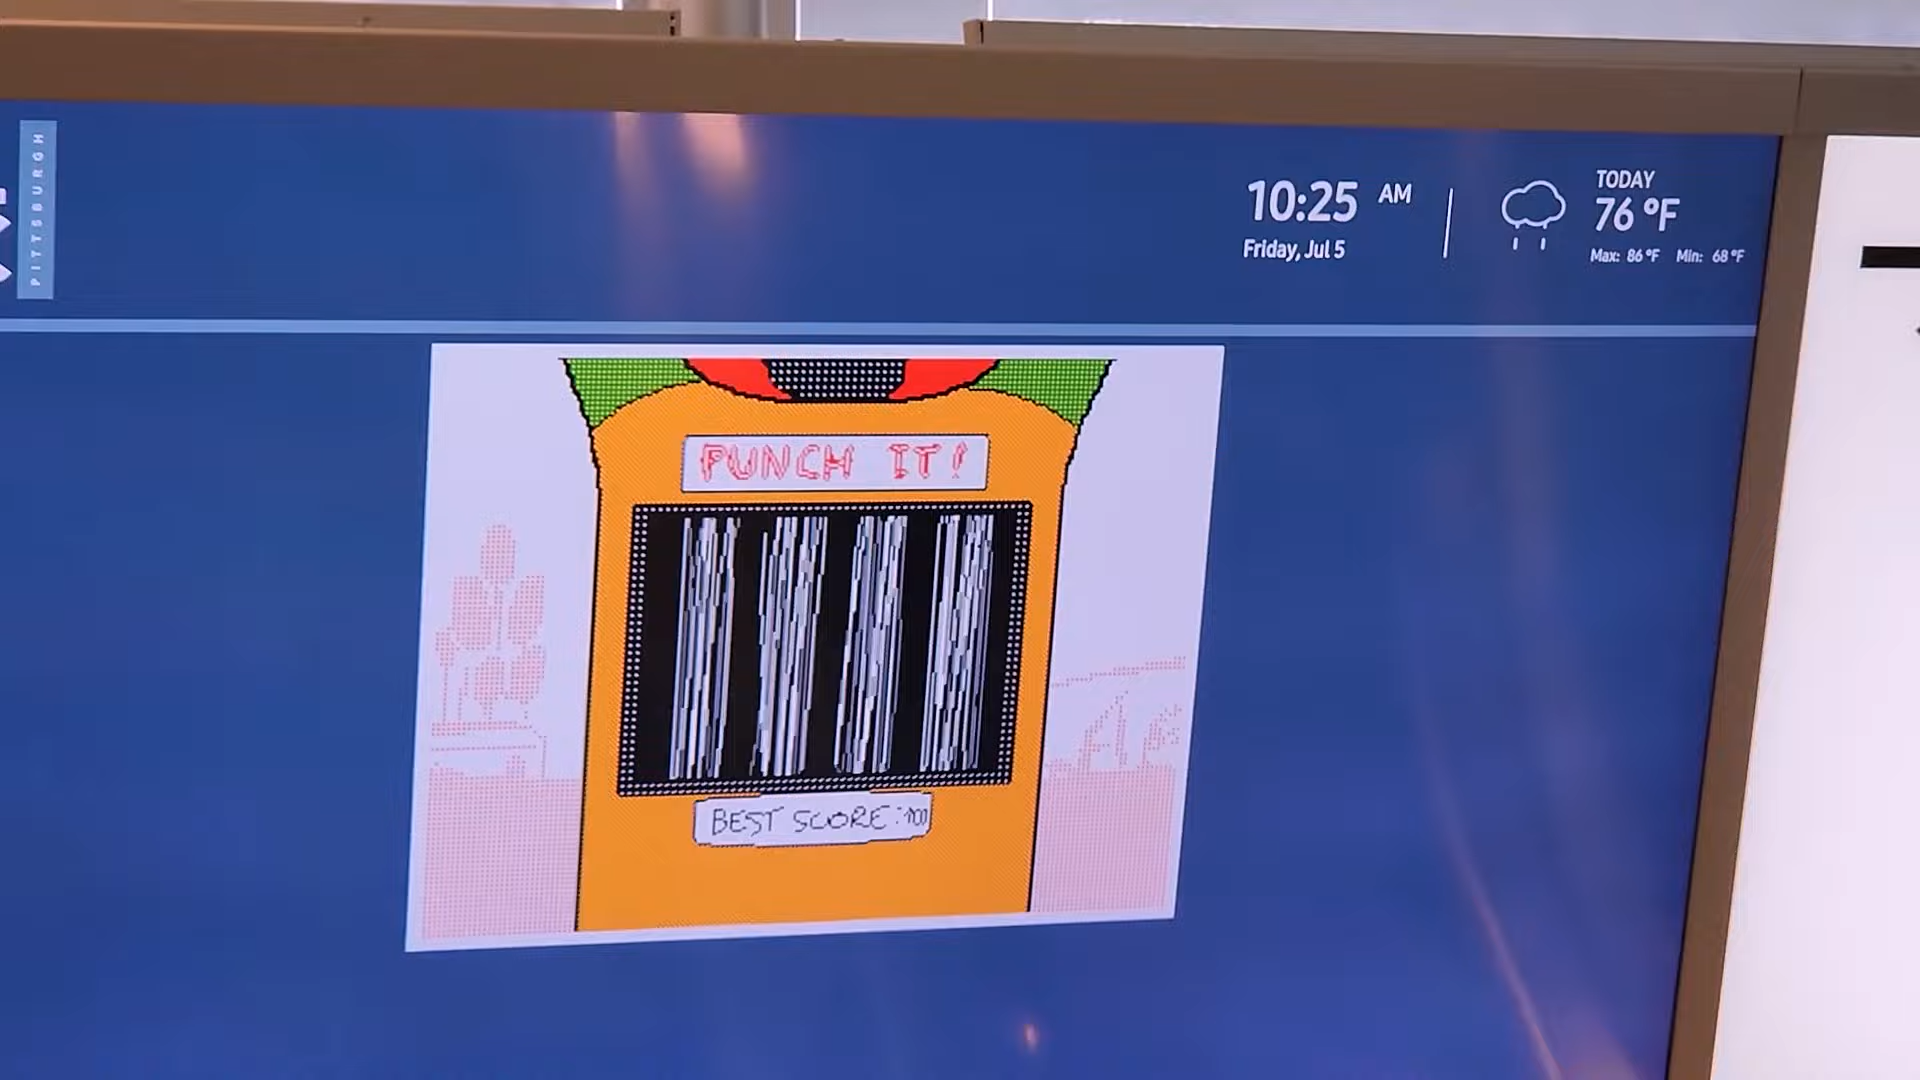 PITTSBURGH
10:25 AM
Friday, Jul 5
TODAY
76 °F
Max: 86 °F Min: 68 °F
PUNCH IT!
BEST SCORE: